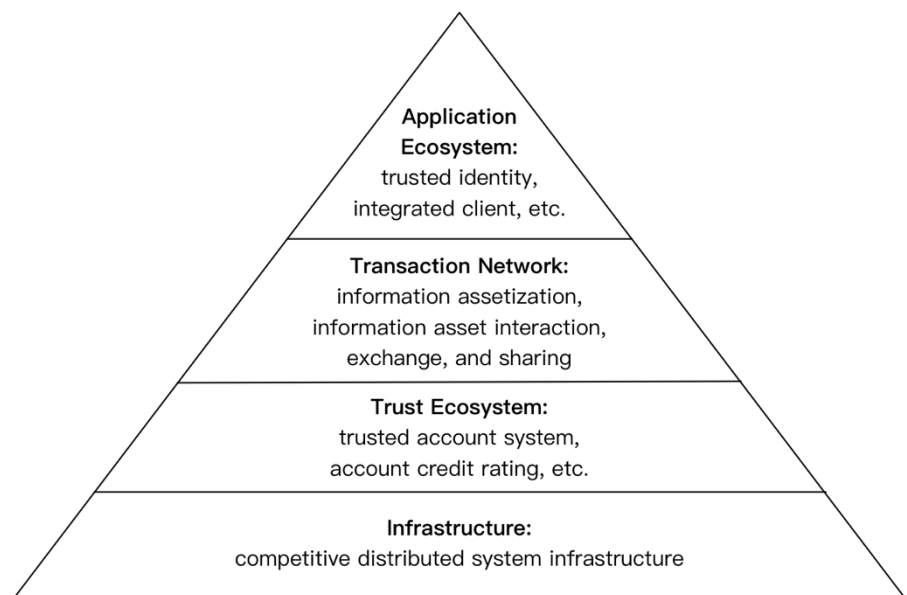 Application
Ecosystem:
trusted identity,
integrated client, etc.
Transaction Network:
information assetization,
information asset interaction,
exchange, and sharing
Trust Ecosystem:
trusted account system,
account credit rating, etc.
Infrastructure:
competitive distributed system infrastructure